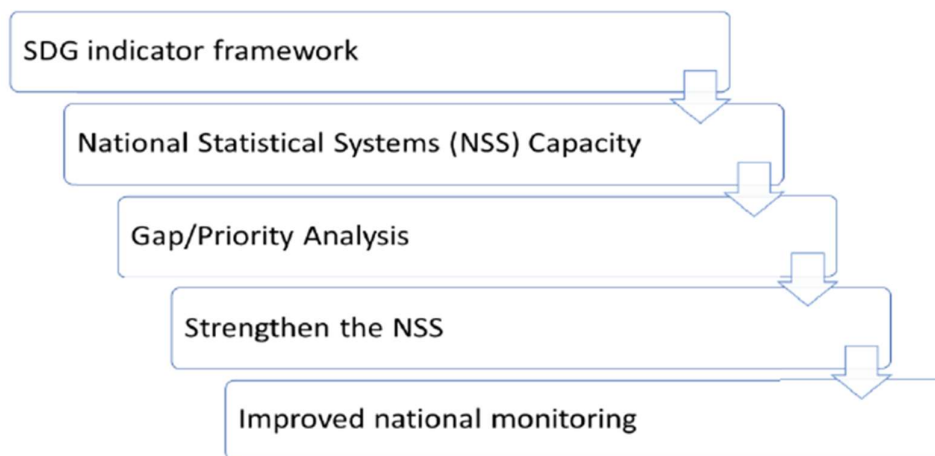 SDG indicator framework
National Statistical Systems (NSS) Capacity
Gap/Priority Analysis
Strengthen the NSS
Improved national monitoring